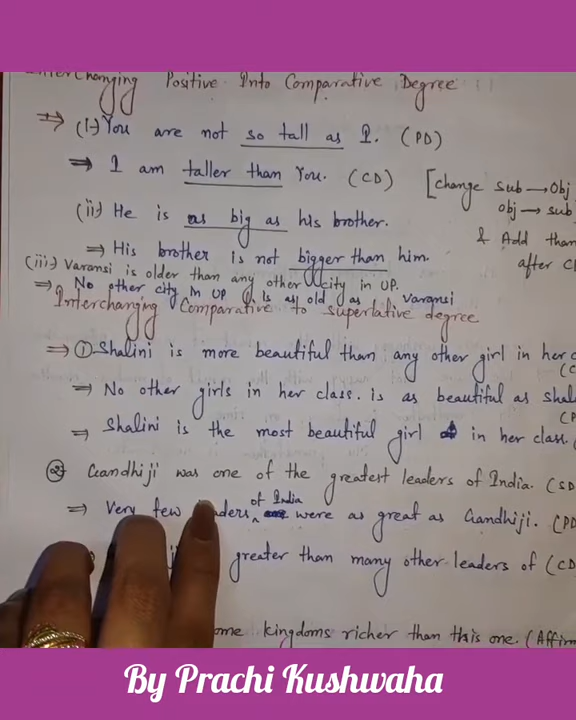 Interchanging Positive Into Comparative Degree
⇒ (i) You are not so tall as I. (PD)
⇒ I am taller than You. (CD) [change sub → Obj
obj → sub
(ii) He is as big as his brother. & Add than
⇒ His brother is not bigger than him. after
(iii) Varansi is older than any other city in UP.
⇒ No other city in UP is as old as varansi
Interchanging Comparative to superlative degree
⇒ ① Shalini is more beautiful than any other girl in her
⇒ No other girls in her class. is as beautiful as
⇒ Shalini is the most beautiful girl in her class.
② Gandhiji was one of the greatest leaders of India. (SD
⇒ Very few leaders of India were as great as Gandhiji. (PD
greater than many other leaders of (CD
kingdoms richer than this one. (Affirm
By Prachi Kushwaha